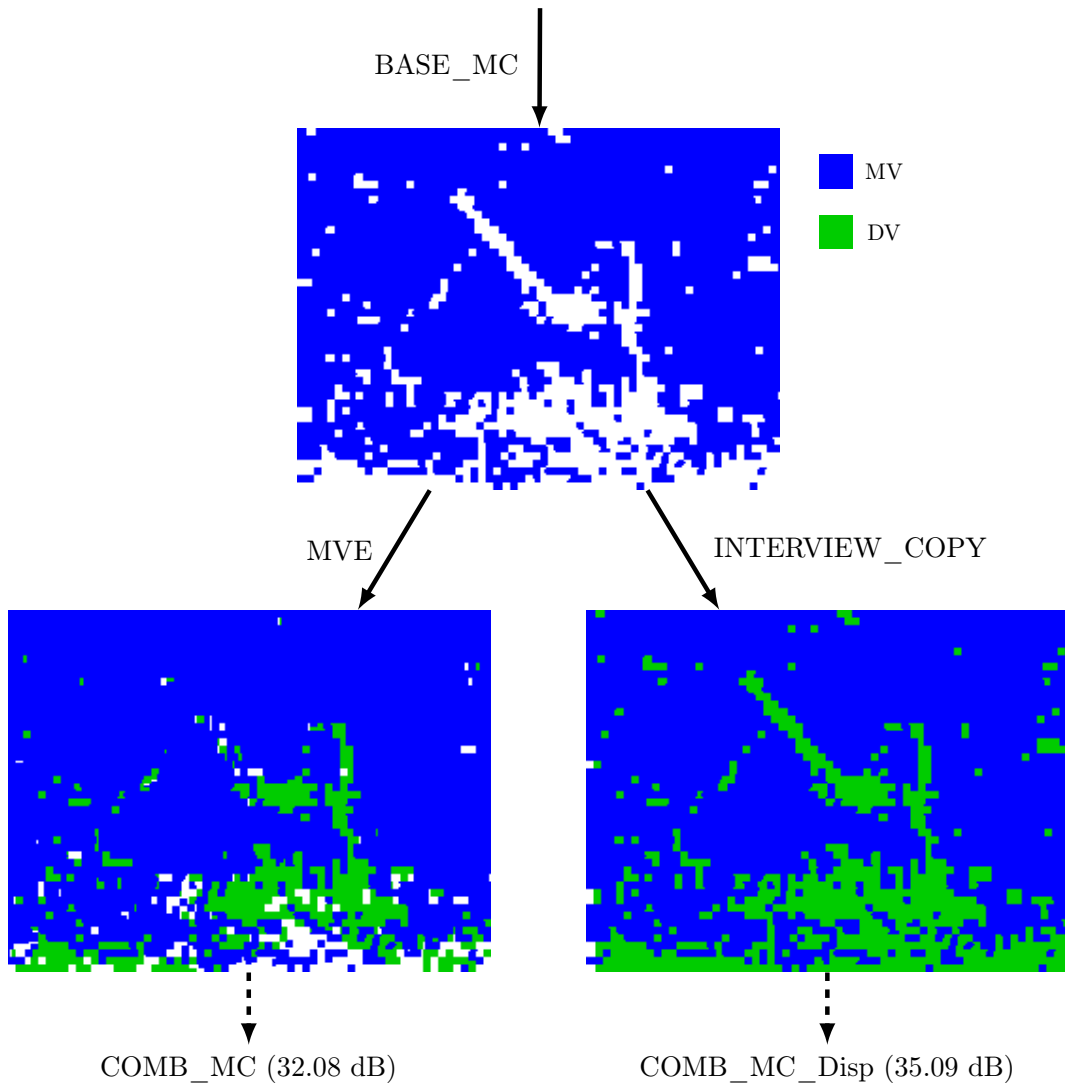 BASE_MC
MV
DV
MVE
INTERVIEW_COPY
COMB_MC (32.08 dB)
COMB_MC_Disp (35.09 dB)